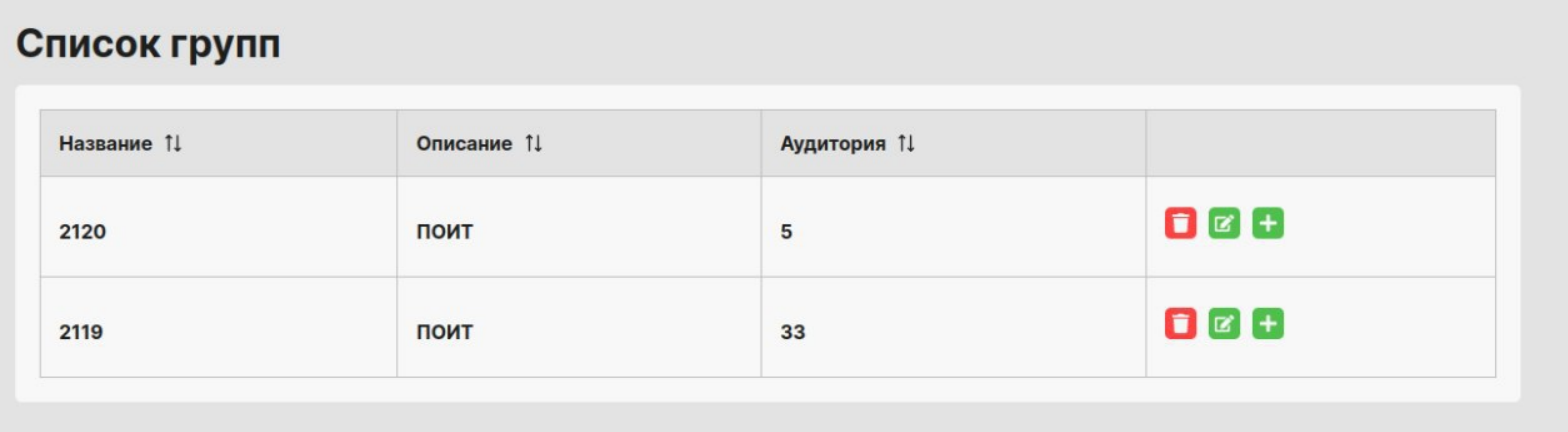 Список групп
Название ↑↓ Описание ↑↓ Аудитория ↑↓
2120 ПОИТ 5
2119 ПОИТ 33